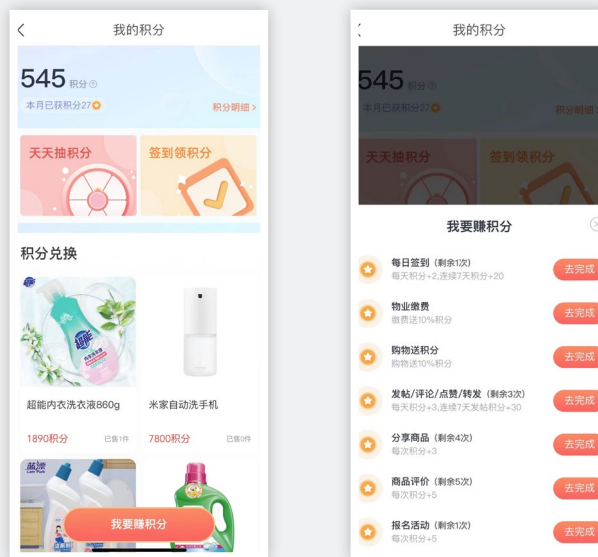 我的积分
545 积分
本月已获积分27
积分明细
天天抽积分
签到领积分
积分兑换
超能
超能内衣洗衣液860g
米家自动洗手机
1890积分
已售1件
7800积分
已售0件
蓝漂
我要赚积分
我的积分
545 积分
本月已获积分27
积分明细
天天抽积分
签到领积分
我要赚积分
每日签到（剩余1次）
每天积分+2,连续7天积分+20
去完成
物业缴费
缴费送10%积分
去完成
购物送积分
购物送10%积分
去完成
发帖/评论/点赞/转发（剩余3次）
每天积分+3,连续7天发帖积分+30
去完成
分享商品（剩余4次）
每次积分+3
去完成
商品评价（剩余5次）
每次积分+5
去完成
报名活动（剩余1次）
每次积分+5
去完成